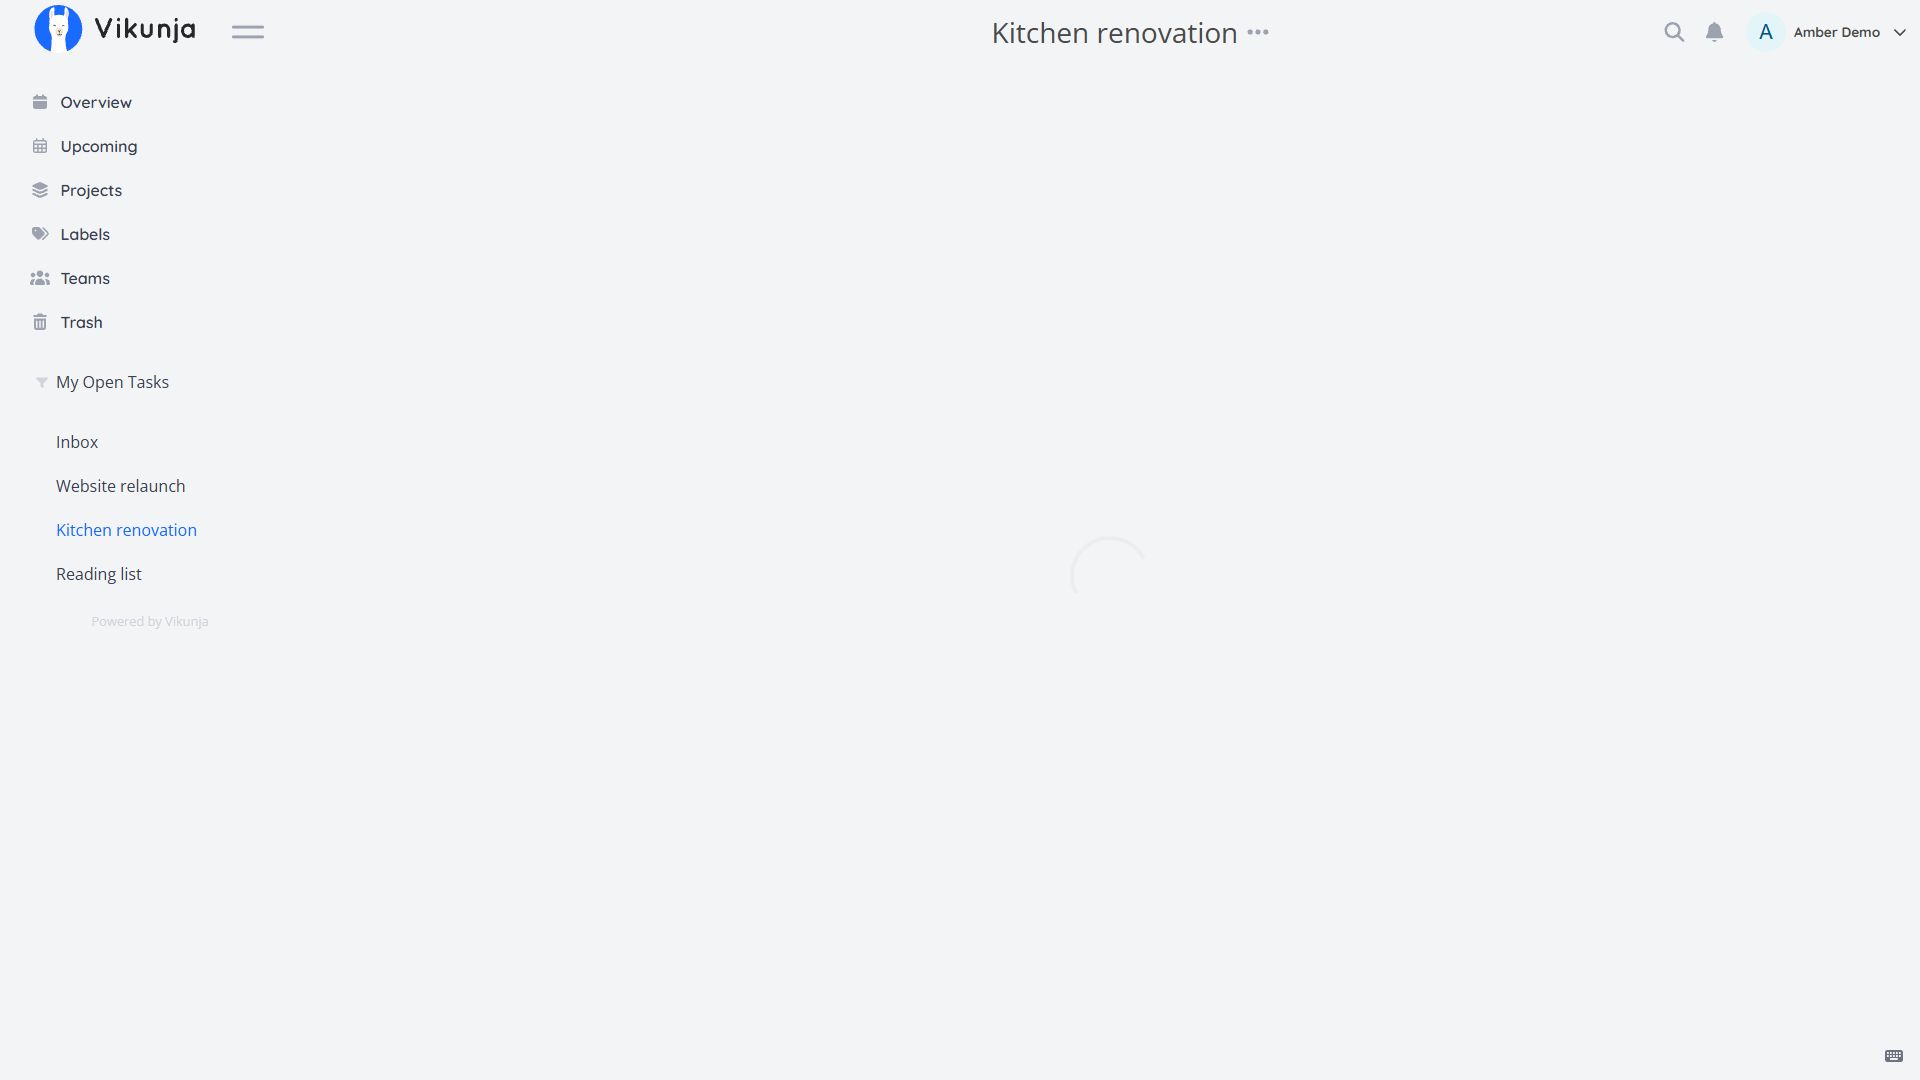 Vikunja
Kitchen renovation
A
Amber Demo
Overview
Upcoming
Projects
Labels
Teams
Trash
My Open Tasks
Inbox
Website relaunch
Kitchen renovation
Reading list
Powered by Vikunja